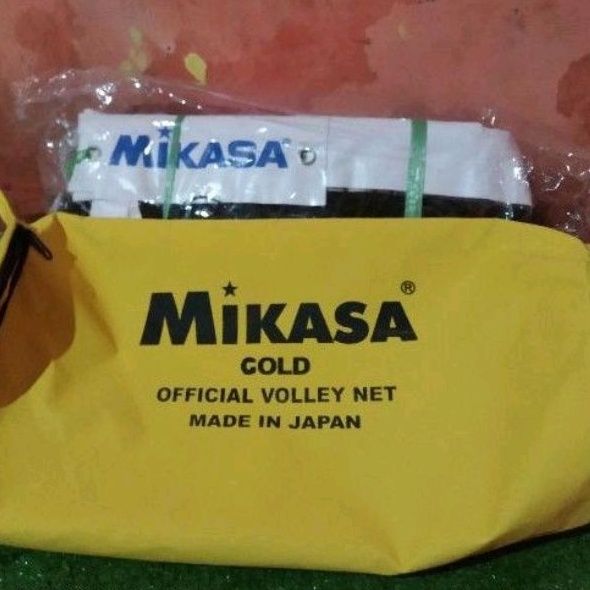 MiKASA
MiKASA®
GOLD
OFFICIAL VOLLEY NET
MADE IN JAPAN